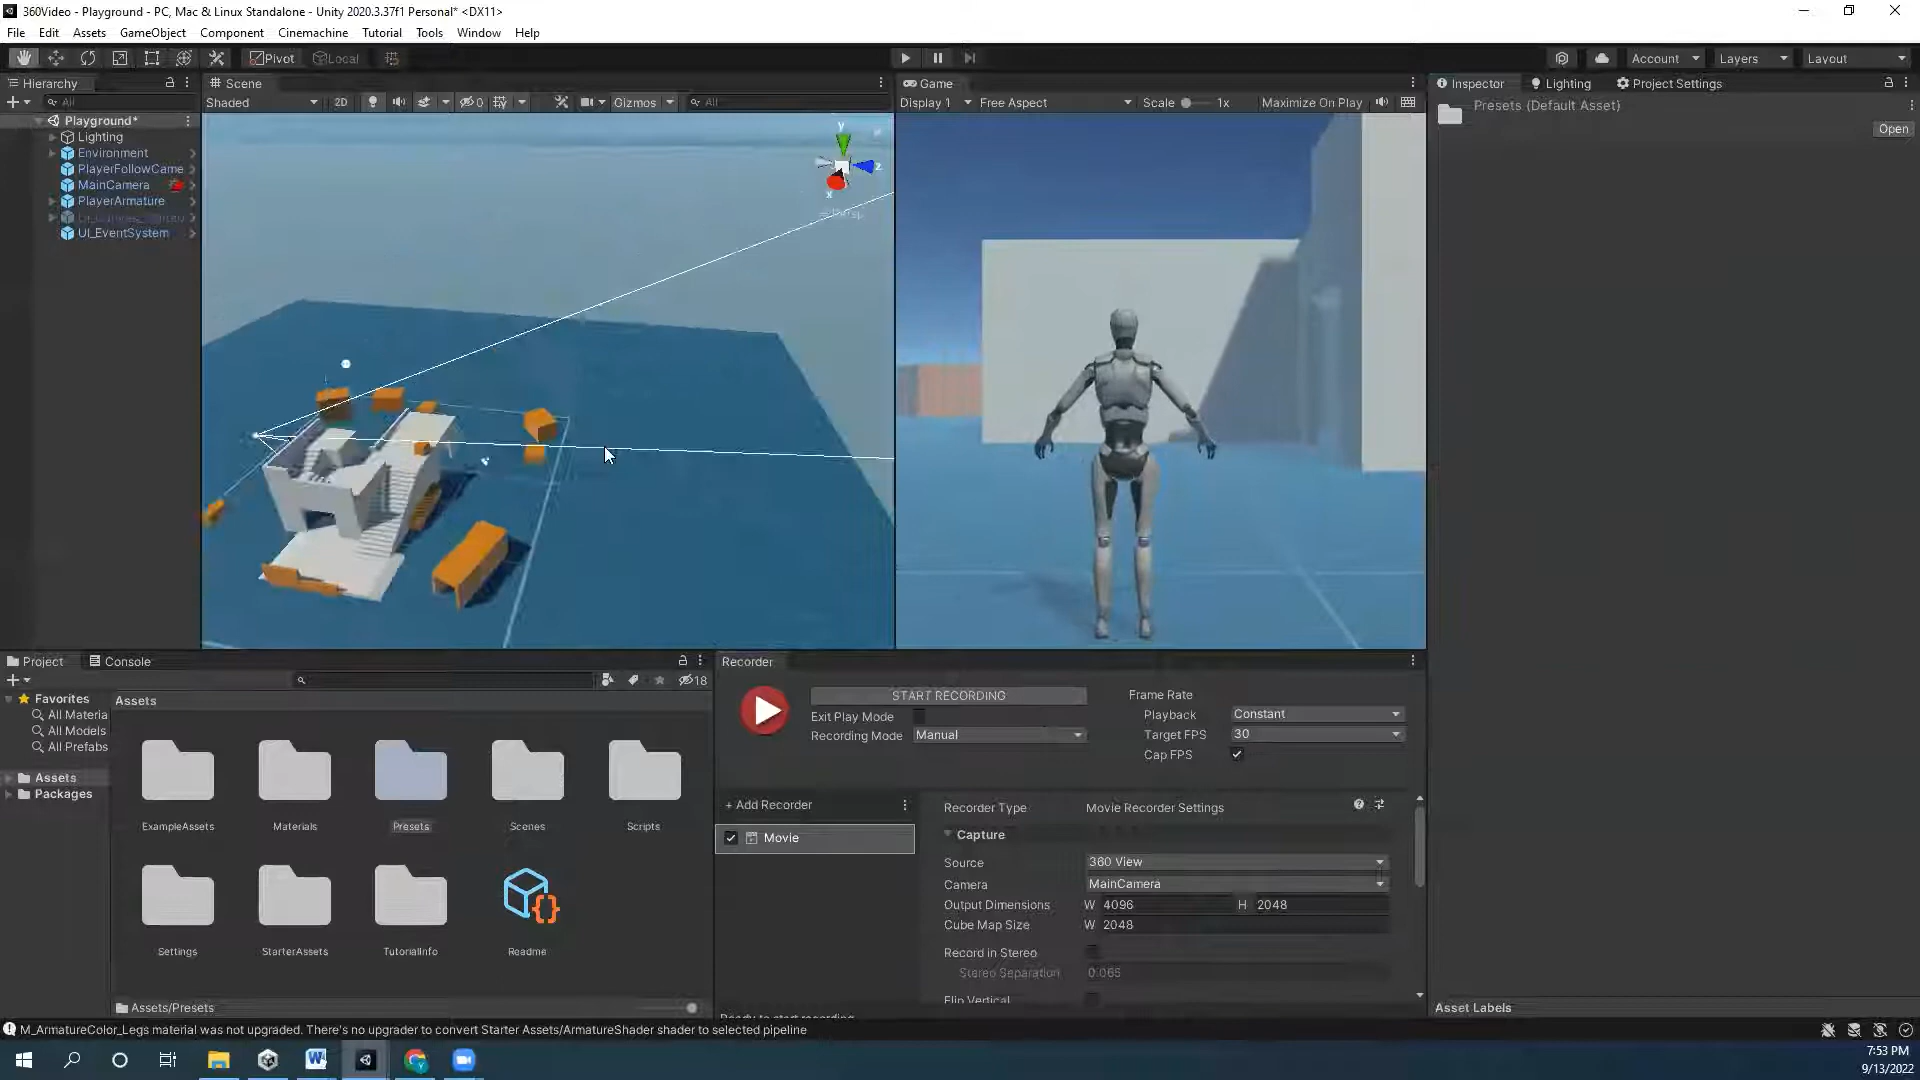 360Video - Playground - PC, Mac & Linux Standalone - Unity 2020.3.37f1 Personal* <DX11>
File Edit Assets GameObject Component Cinemachine Tutorial Tools Window Help
Pivot Local Account Layers Layout
Hierarchy
All
Playground*
Lighting
Environment
PlayerFollowCame
MainCamera
PlayerArmature
UI_EventSystem
Scene
Shaded 2D 0 Gizmos All
y
z
x
Persp
Game
Display 1 Free Aspect Scale 1x Maximize On Play
Inspector Lighting Project Settings
Presets (Default Asset)
Open
Project Console
18
Favorites
All Materia
All Models
All Prefabs
Assets
Packages
Assets
ExampleAssets Materials Presets Scenes Scripts
Settings StarterAssets TutorialInfo Readme
Assets/Presets
Recorder
START RECORDING
Exit Play Mode
Recording Mode Manual
Frame Rate
Playback Constant
Target FPS 30
Cap FPS
+ Add Recorder
Movie
Recorder Type Movie Recorder Settings
Capture
Source 360 View
Camera MainCamera
Output Dimensions W 4096 H 2048
Cube Map Size W 2048
Record in Stereo
Stereo Separation 0.065
Flip Vertical
Ready to start recording
Asset Labels
M_ArmatureColor_Legs material was not upgraded. There's no upgrader to convert Starter Assets/ArmatureShader shader to selected pipeline
7:53 PM
9/13/2022